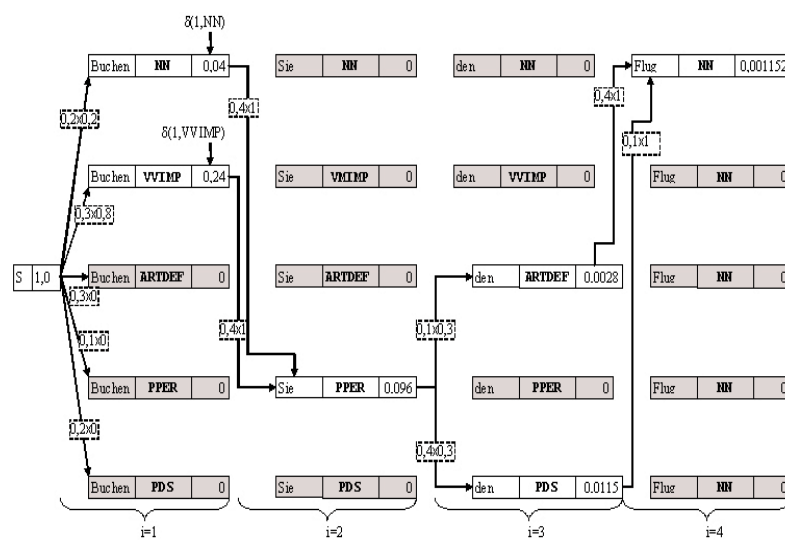 δ(1,NN)
Buchen NN 0,04
Sie NN 0
den NN 0
Flug NN 0,001152
0,4x1
0,4x1
0,2x0,2
δ(1,VVIMP)
0,1x1
Buchen VVIMP 0,24
Sie VMIMP 0
den VVIMP 0
Flug NN 0
0,3x0,8
S 1,0
Buchen ARTDEF 0
Sie ARTDEF 0
den ARTDEF 0.0028
Flug NN 0
0,3x0
0,4x1
0,1x0,3
0,1x0
Buchen PPER 0
Sie PPER 0.096
den PPER 0
Flug NN 0
0,2x0
0,4x0,3
Buchen PDS 0
Sie PDS 0
den PDS 0.0115
Flug NN 0
i=1
i=2
i=3
i=4